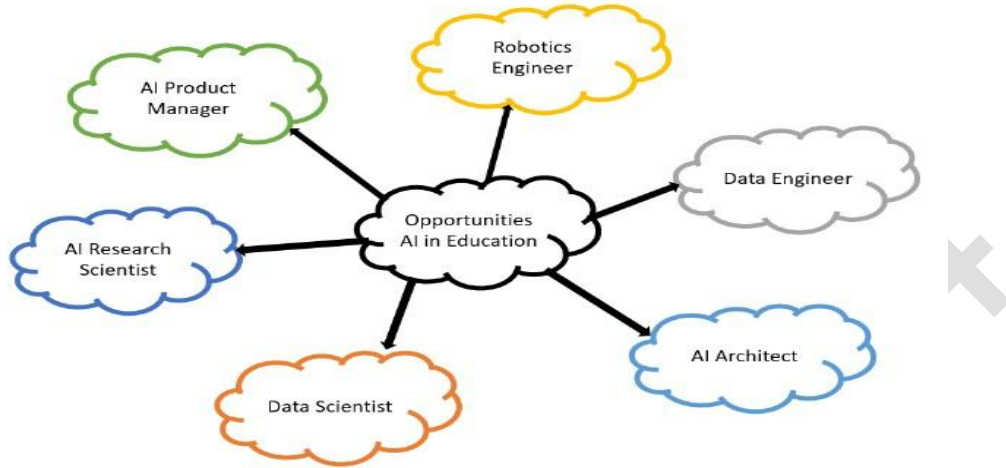 Robotics
Engineer
AI Product
Manager
Data Engineer
Opportunities
AI in Education
AI Research
Scientist
AI Architect
Data Scientist